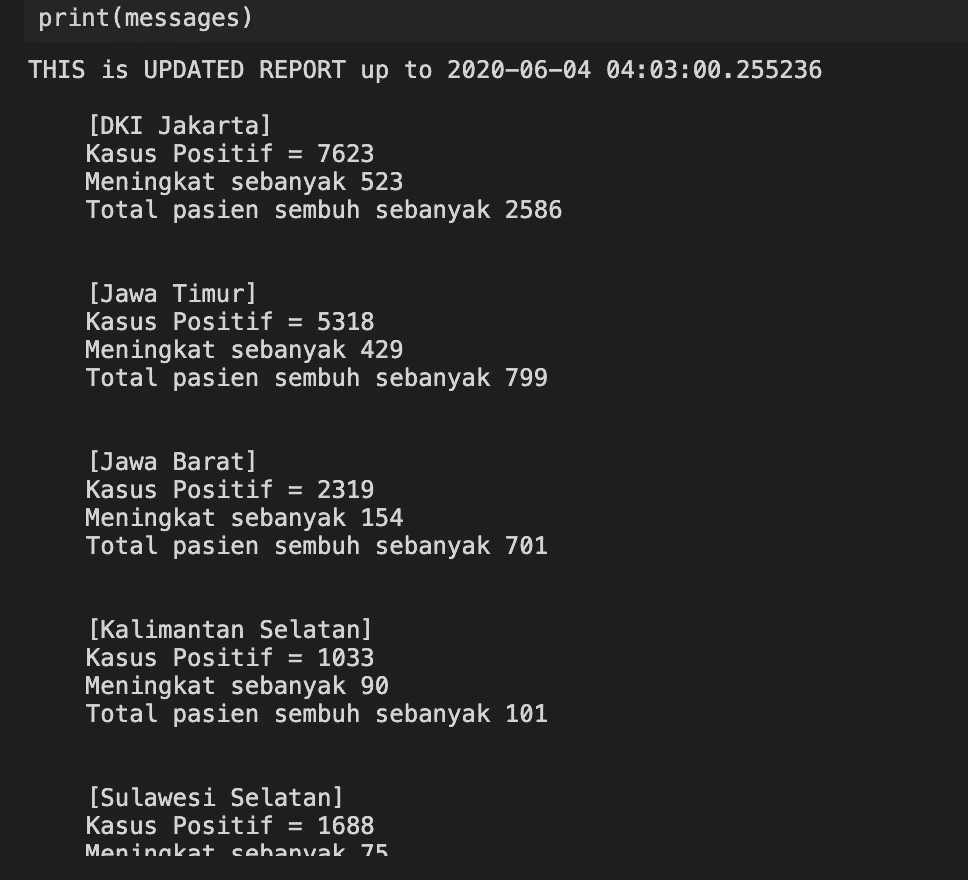 print(messages)
THIS is UPDATED REPORT up to 2020-06-04 04:03:00.255236
[DKI Jakarta]
Kasus Positif = 7623
Meningkat sebanyak 523
Total pasien sembuh sebanyak 2586
[Jawa Timur]
Kasus Positif = 5318
Meningkat sebanyak 429
Total pasien sembuh sebanyak 799
[Jawa Barat]
Kasus Positif = 2319
Meningkat sebanyak 154
Total pasien sembuh sebanyak 701
[Kalimantan Selatan]
Kasus Positif = 1033
Meningkat sebanyak 90
Total pasien sembuh sebanyak 101
[Sulawesi Selatan]
Kasus Positif = 1688
Meningkat sebanyak 75